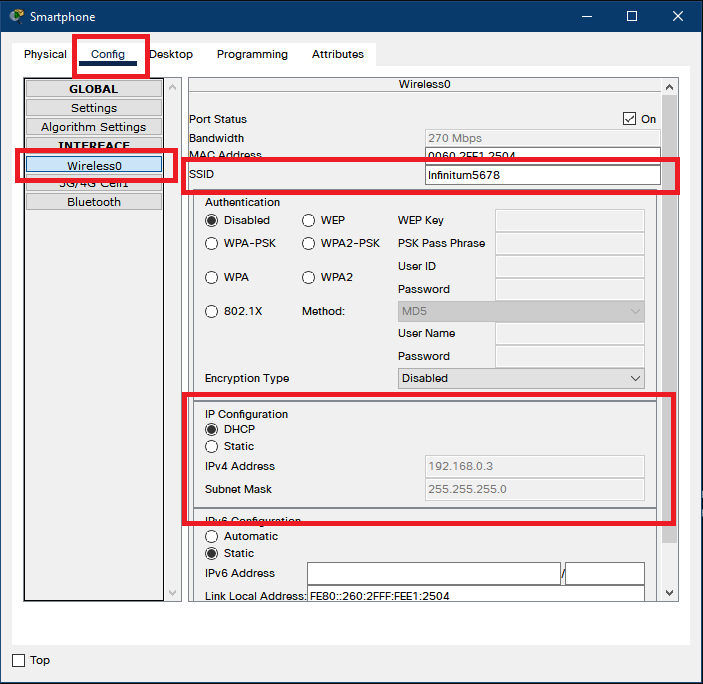 Smartphone
Physical Config Desktop Programming Attributes
GLOBAL
Settings
Algorithm Settings
INTERFACE
Wireless0
3G/4G Cell1
Bluetooth
Wireless0
Port Status On
Bandwidth 270 Mbps
MAC Address 0060.2FE1.2504
SSID Infinitum5678
Authentication
Disabled WEP WEP Key
WPA-PSK WPA2-PSK PSK Pass Phrase
User ID
WPA WPA2
Password
802.1X Method: MD5
User Name
Password
Encryption Type Disabled
IP Configuration
DHCP
Static
IPv4 Address 192.168.0.3
Subnet Mask 255.255.255.0
IPv6 Configuration
Automatic
Static
IPv6 Address /
Link Local Address: FE80::260:2FFF:FEE1:2504
Top